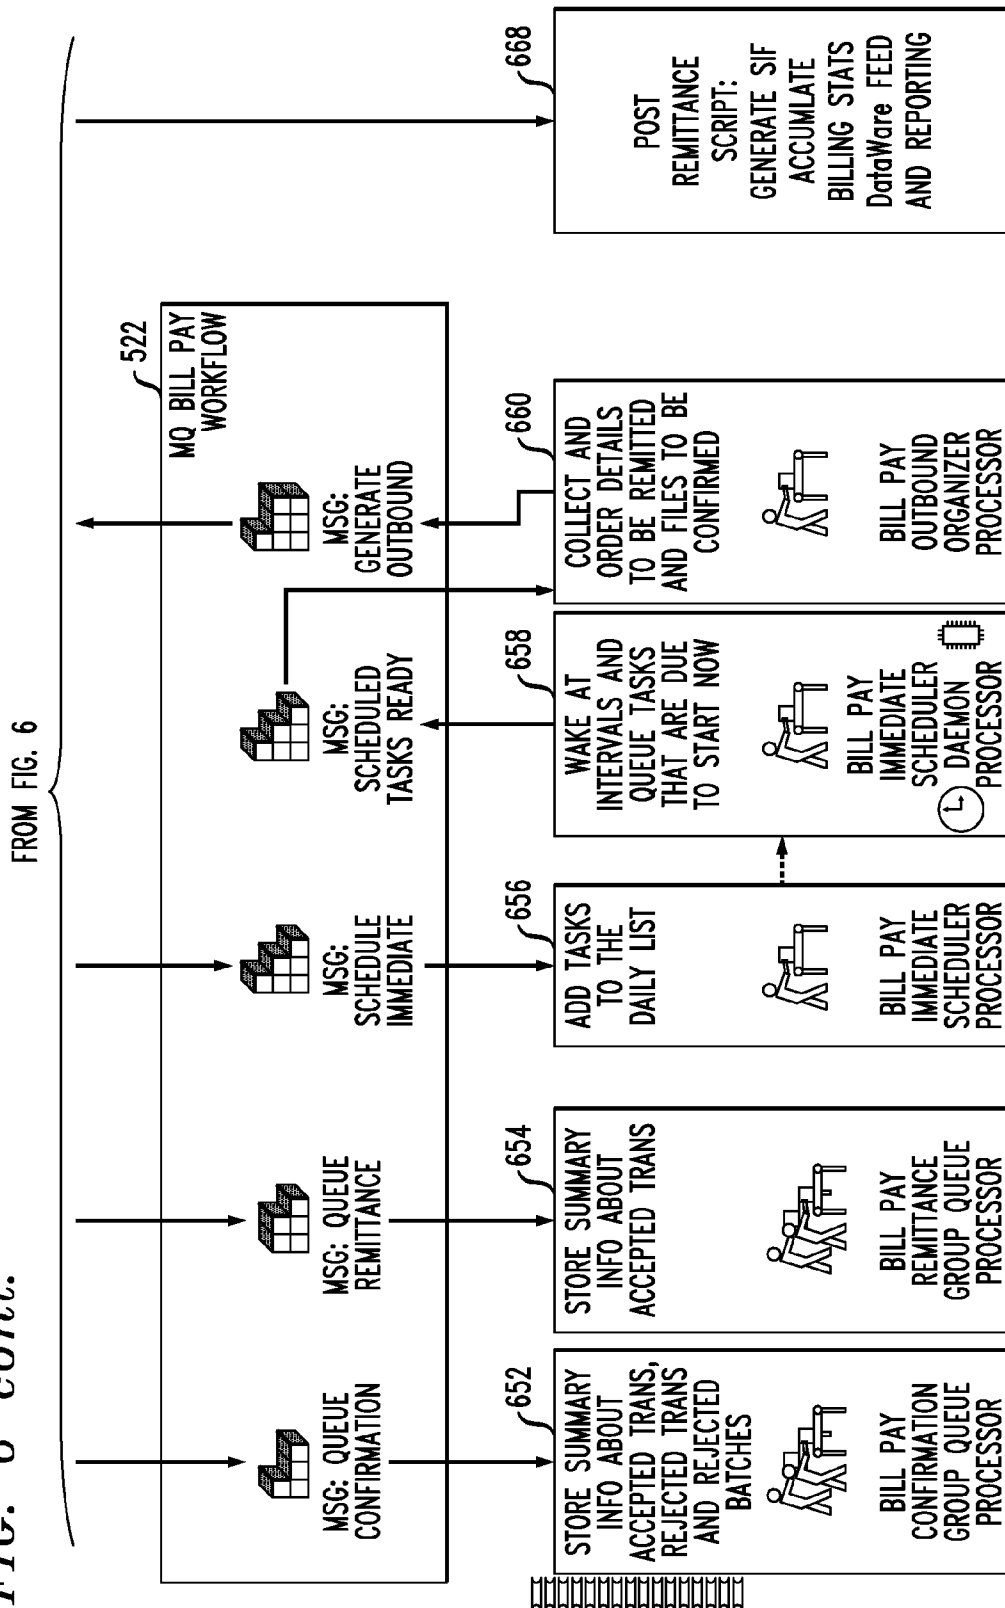 FIG. 6 cont.
FROM FIG. 6
522
MQ BILL PAY
WORKFLOW
MSG: QUEUE
CONFIRMATION
MSG: QUEUE
REMITTANCE
MSG:
SCHEDULE
IMMEDIATE
MSG:
SCHEDULED
TASKS READY
MSG:
GENERATE
OUTBOUND
652
STORE SUMMARY
INFO ABOUT
ACCEPTED TRANS,
REJECTED TRANS
AND REJECTED
BATCHES
BILL PAY
CONFIRMATION
GROUP QUEUE
PROCESSOR
654
STORE SUMMARY
INFO ABOUT
ACCEPTED TRANS
BILL PAY
REMITTANCE
GROUP QUEUE
PROCESSOR
656
ADD TASKS
TO THE
DAILY LIST
BILL PAY
IMMEDIATE
SCHEDULER
PROCESSOR
658
WAKE AT
INTERVALS AND
QUEUE TASKS
THAT ARE DUE
TO START NOW
BILL PAY
IMMEDIATE
SCHEDULER
DAEMON
PROCESSOR
660
COLLECT AND
ORDER DETAILS
TO BE REMITTED
AND FILES TO BE
CONFIRMED
BILL PAY
OUTBOUND
ORGANIZER
PROCESSOR
668
POST
REMITTANCE
SCRIPT:
GENERATE SIF
ACCUMLATE
BILLING STATS
DataWare FEED
AND REPORTING